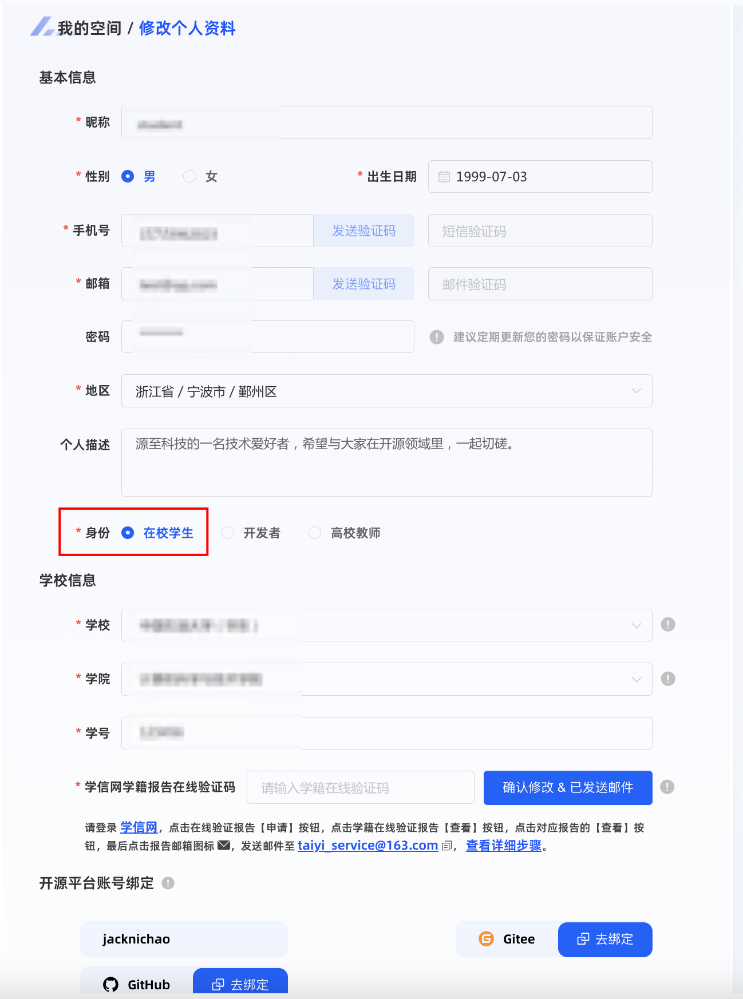 我的空间 / 修改个人资料
基本信息
* 昵称
* 性别 男 女 * 出生日期 1999-07-03
* 手机号 发送验证码 短信验证码
* 邮箱 发送验证码 邮件验证码
密码 建议定期更新您的密码以保证账户安全
* 地区 浙江省 / 宁波市 / 鄞州区
个人描述 源至科技的一名技术爱好者，希望与大家在开源领域里，一起切磋。
* 身份 在校学生 开发者 高校教师
学校信息
* 学校
* 学院
* 学号
* 学信网学籍报告在线验证码 请输入学籍在线验证码 确认修改 & 已发送邮件
请登录 学信网，点击在线验证报告【申请】按钮，点击学籍在线验证报告【查看】按钮，点击对应报告的【查看】按
钮，最后点击报告邮箱图标，发送邮件至 taiyi_service@163.com ，查看详细步骤。
开源平台账号绑定
jacknichao Gitee 去绑定
GitHub 去绑定